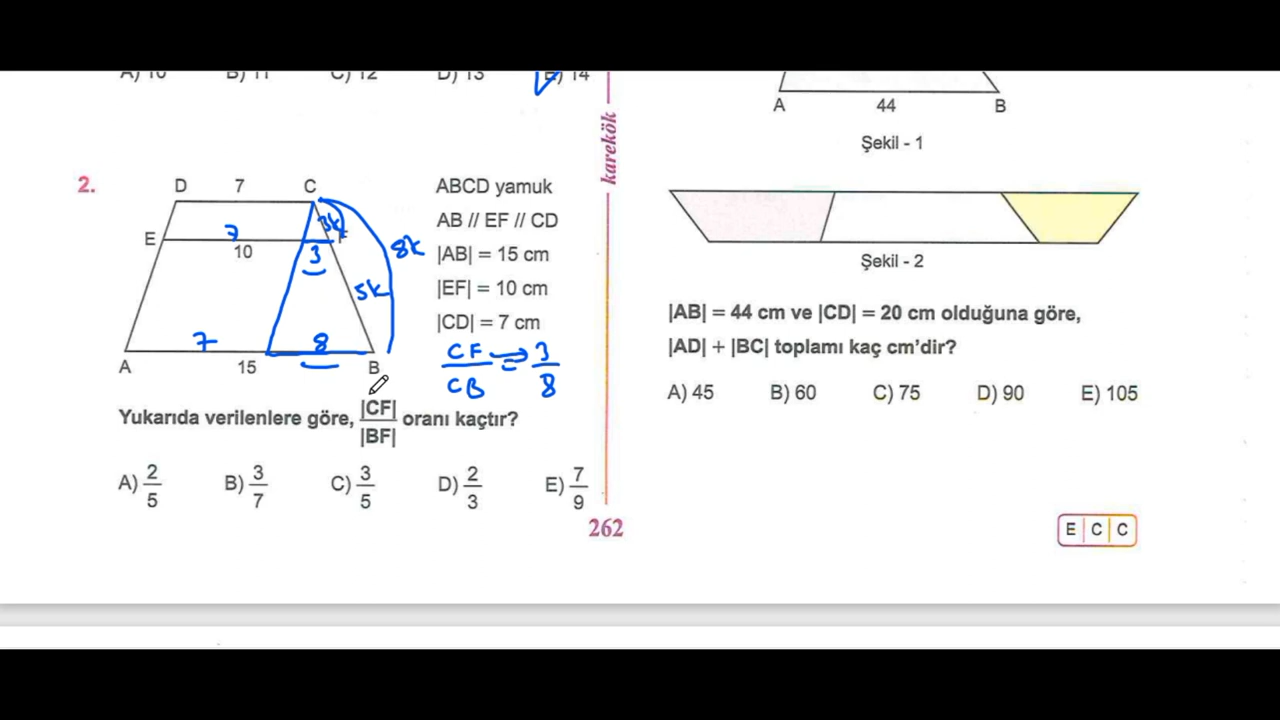 A) 10 B) 11 C) 12 D) 13 E) 14
2.
D 7 C
E 7 F
10 3 3k
8k
5k
7 8
A 15 B
ABCD yamuk
AB // EF // CD
|AB| = 15 cm
|EF| = 10 cm
|CD| = 7 cm
CF/CB = 3/8
Yukarıda verilenlere göre, |CF|/|BF| oranı kaçtır?
A) 2/5 B) 3/7 C) 3/5 D) 2/3 E) 7/9
karekök
262
A 44 B
Şekil - 1
Şekil - 2
|AB| = 44 cm ve |CD| = 20 cm olduğuna göre,
|AD| + |BC| toplamı kaç cm'dir?
A) 45 B) 60 C) 75 D) 90 E) 105
E C C